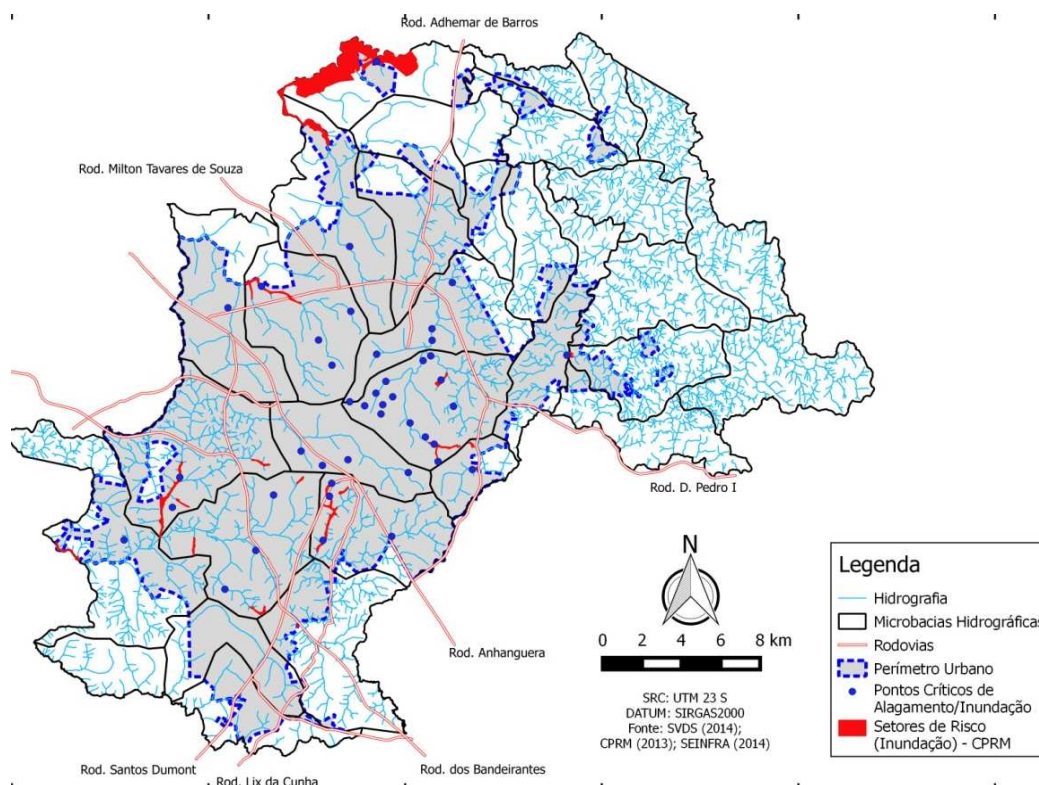 Rod. Adhemar de Barros
Rod. Milton Tavares de Souza
Rod. D. Pedro I
N
0 2 4 6 8 km
SRC: UTM 23 S
DATUM: SIRGAS2000
Fonte: SVDS (2014);
CPRM (2013); SEINFRA (2014)
Legenda
Hidrografia
Microbacias Hidrográficas
Rodovias
Perímetro Urbano
Pontos Críticos de
Alagamento/Inundação
Setores de Risco
(Inundação) - CPRM
Rod. Anhanguera
Rod. Santos Dumont
Rod. dos Bandeirantes
Rod. Lix da Cunha